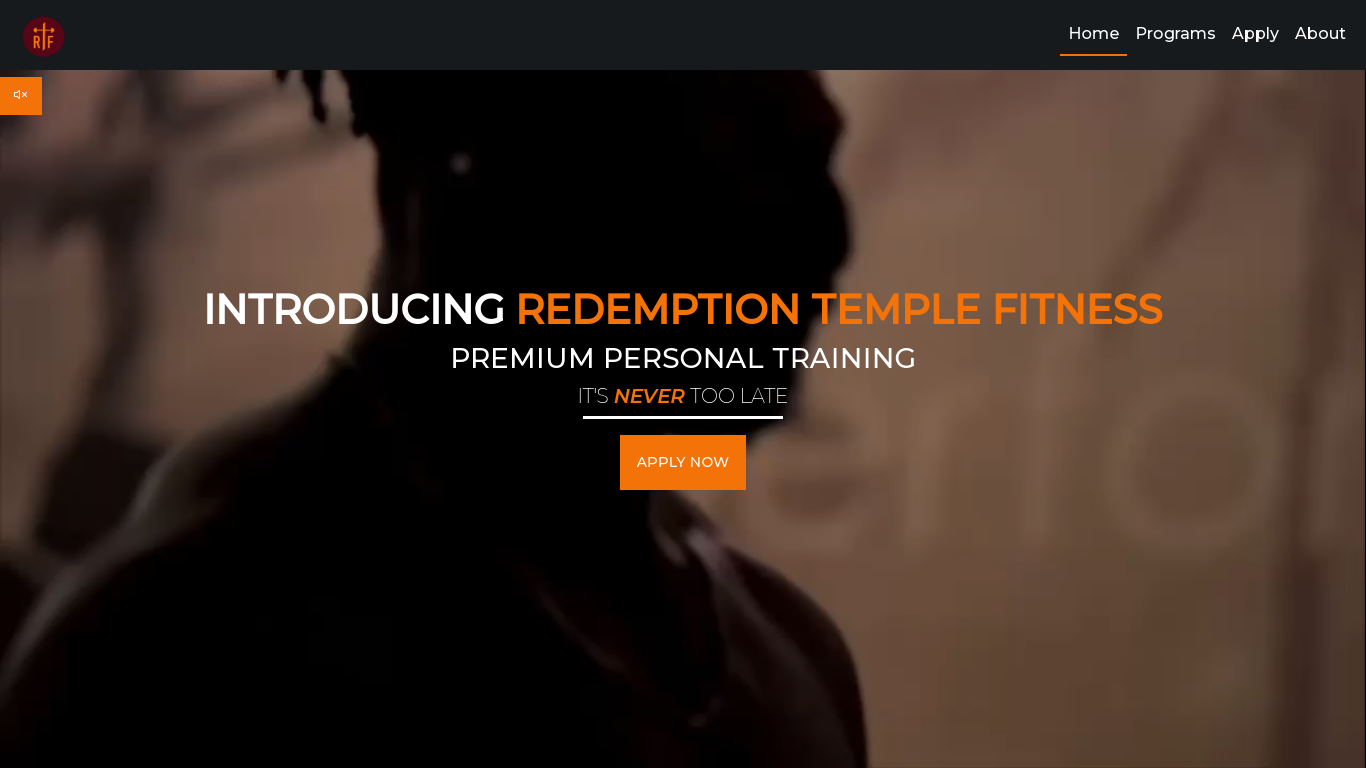 RTF
Home Programs Apply About
INTRODUCING REDEMPTION TEMPLE FITNESS
PREMIUM PERSONAL TRAINING
IT'S NEVER TOO LATE
APPLY NOW